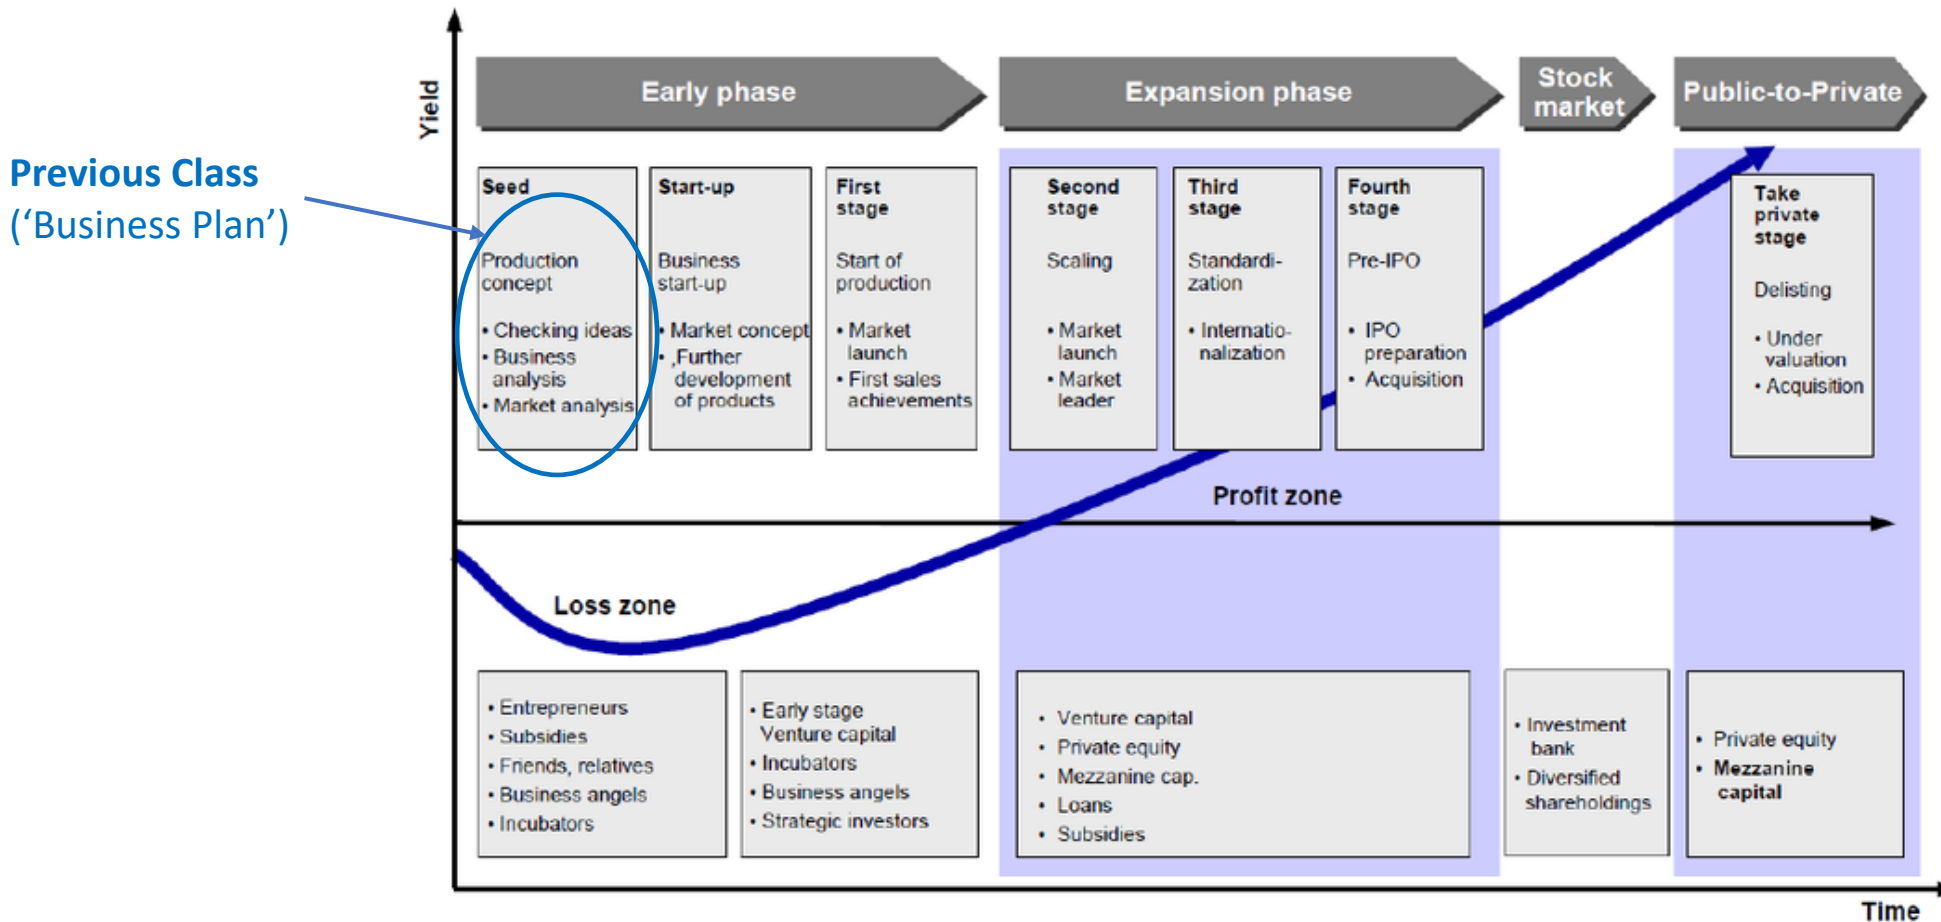 Yield
Early phase
Expansion phase
Stock
market
Public-to-Private
Previous Class
(‘Business Plan’)
Seed
Production
concept
• Checking ideas
• Business
analysis
• Market analysis
Start-up
Business
start-up
• Market concept
• ,Further
development
of products
First
stage
Start of
production
• Market
launch
• First sales
achievements
Second
stage
Scaling
• Market
launch
• Market
leader
Third
stage
Standardi-
zation
• Internatio-
nalization
Fourth
stage
Pre-IPO
• IPO
preparation
• Acquisition
Take
private
stage
Delisting
• Under
valuation
• Acquisition
Profit zone
Loss zone
• Entrepreneurs
• Subsidies
• Friends, relatives
• Business angels
• Incubators
• Early stage
Venture capital
• Incubators
• Business angels
• Strategic investors
• Venture capital
• Private equity
• Mezzanine cap.
• Loans
• Subsidies
• Investment
bank
• Diversified
shareholdings
• Private equity
• Mezzanine
capital
Time